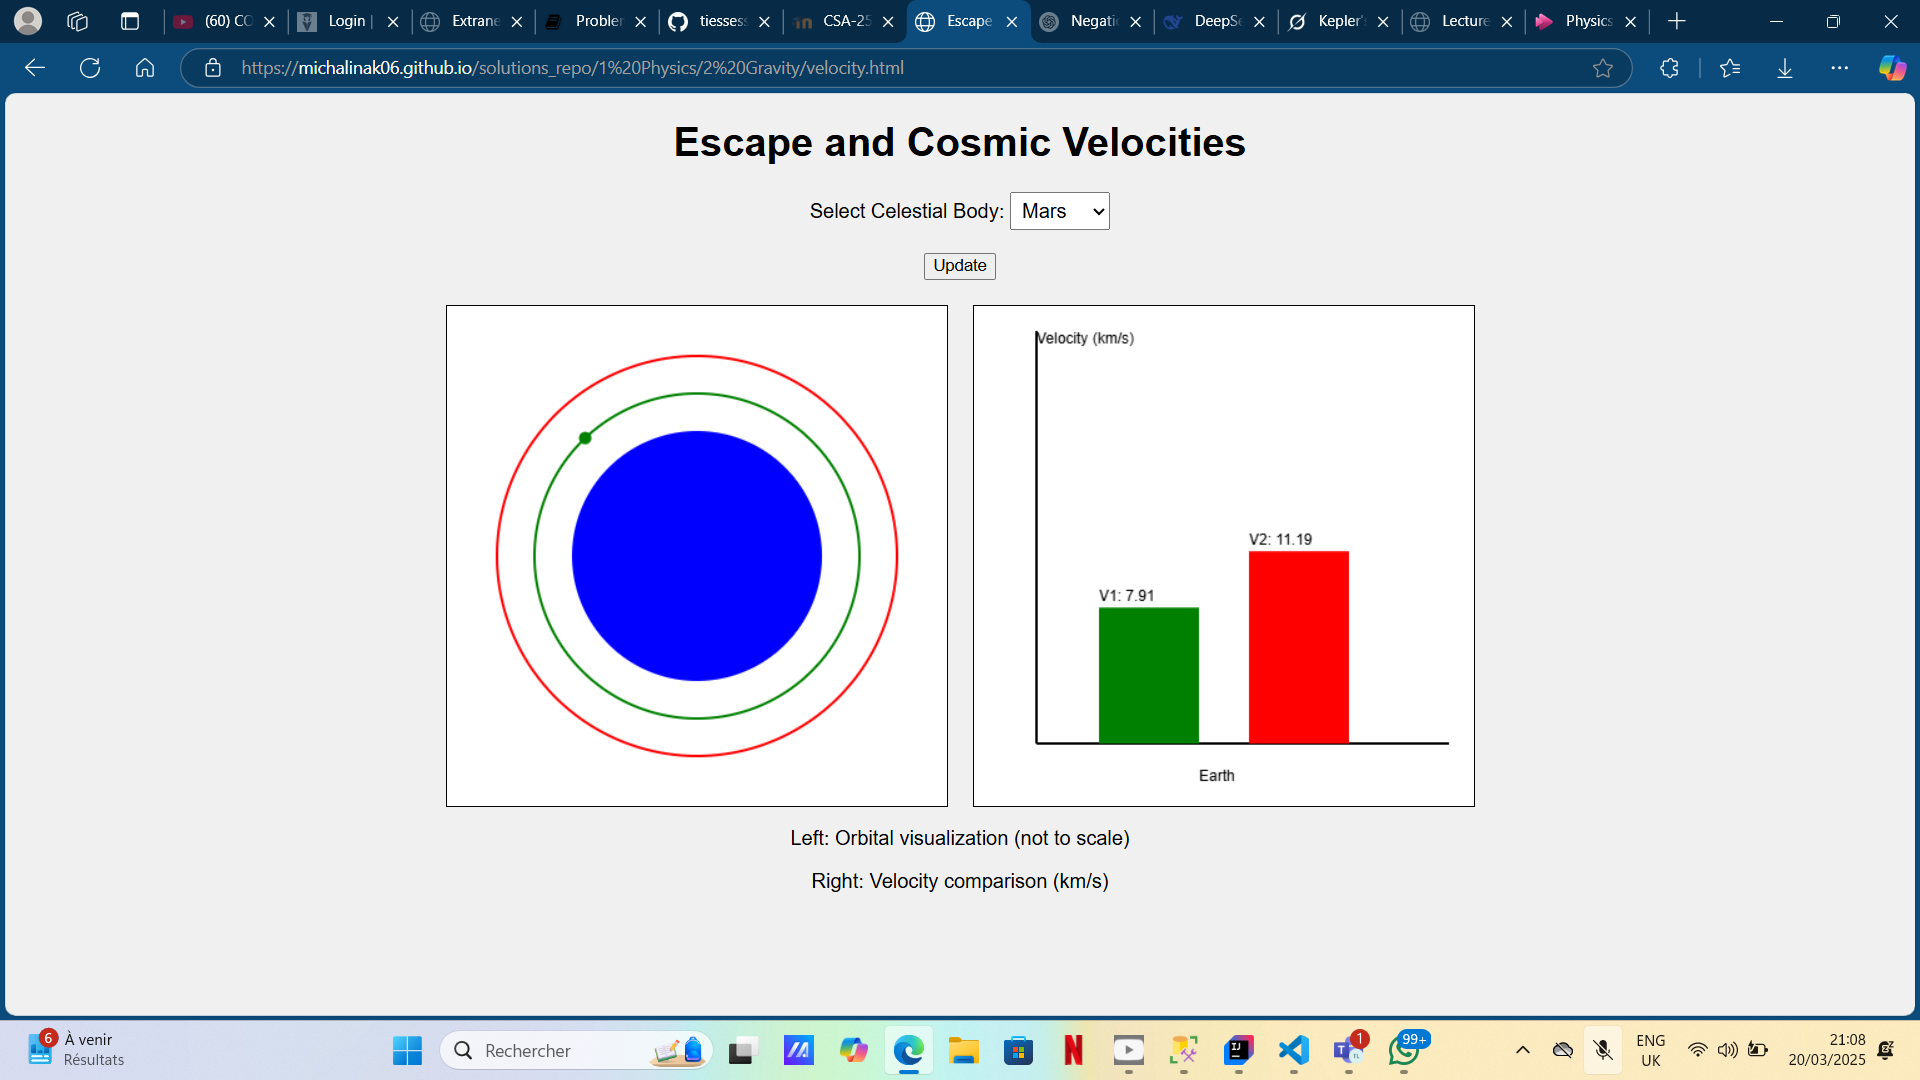 (60) CO
Login |
Extrane
Probler
tiessess
CSA-25
Escape
Negati
DeepSe
Kepler'
Lecture
Physics
https://michalinak06.github.io/solutions_repo/1%20Physics/2%20Gravity/velocity.html
Escape and Cosmic Velocities
Select Celestial Body: Mars
Update
Velocity (km/s)
V2: 11.19
V1: 7.91
Earth
Left: Orbital visualization (not to scale)
Right: Velocity comparison (km/s)
6
À venir
Résultats
Rechercher
1
99+
ENG
UK
21:08
20/03/2025